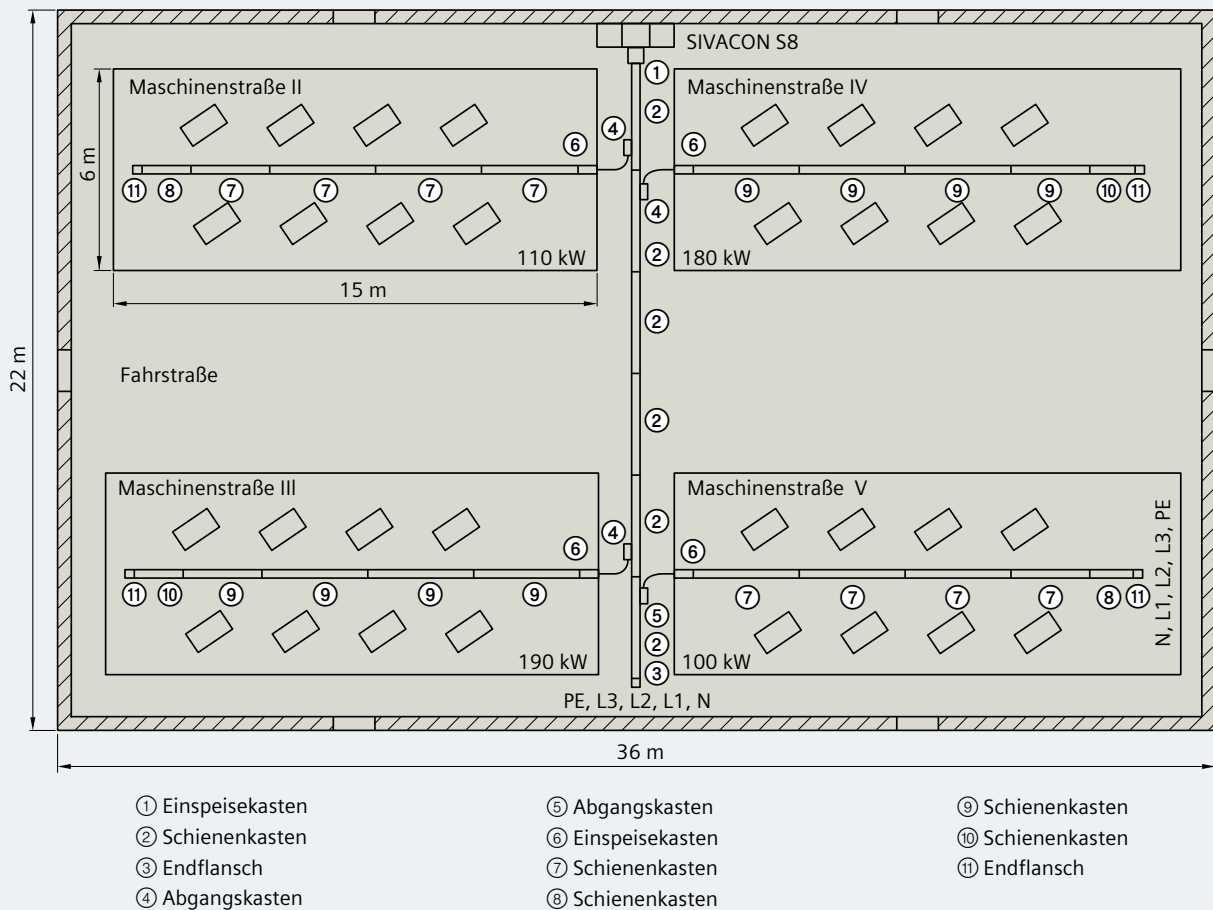 SIVACON S8
①
Maschinenstraße II
Maschinenstraße IV
②
④
⑥
⑥
6 m
⑪ ⑧ ⑦ ⑦ ⑦ ⑦
⑨ ⑨ ⑨ ⑨ ⑩ ⑪
④
110 kW
②
180 kW
15 m
②
22 m
Fahrstraße
②
Maschinenstraße III
Maschinenstraße V
②
④
⑥
⑥
⑪ ⑩ ⑨ ⑨ ⑨ ⑨
⑦ ⑦ ⑦ ⑦ ⑧ ⑪
N, L1, L2, L3, PE
⑤
②
190 kW
③
100 kW
PE, L3, L2, L1, N
36 m
① Einspeisekasten
② Schienenkasten
③ Endflansch
④ Abgangskasten
⑤ Abgangskasten
⑥ Einspeisekasten
⑦ Schienenkasten
⑧ Schienenkasten
⑨ Schienenkasten
⑩ Schienenkasten
⑪ Endflansch